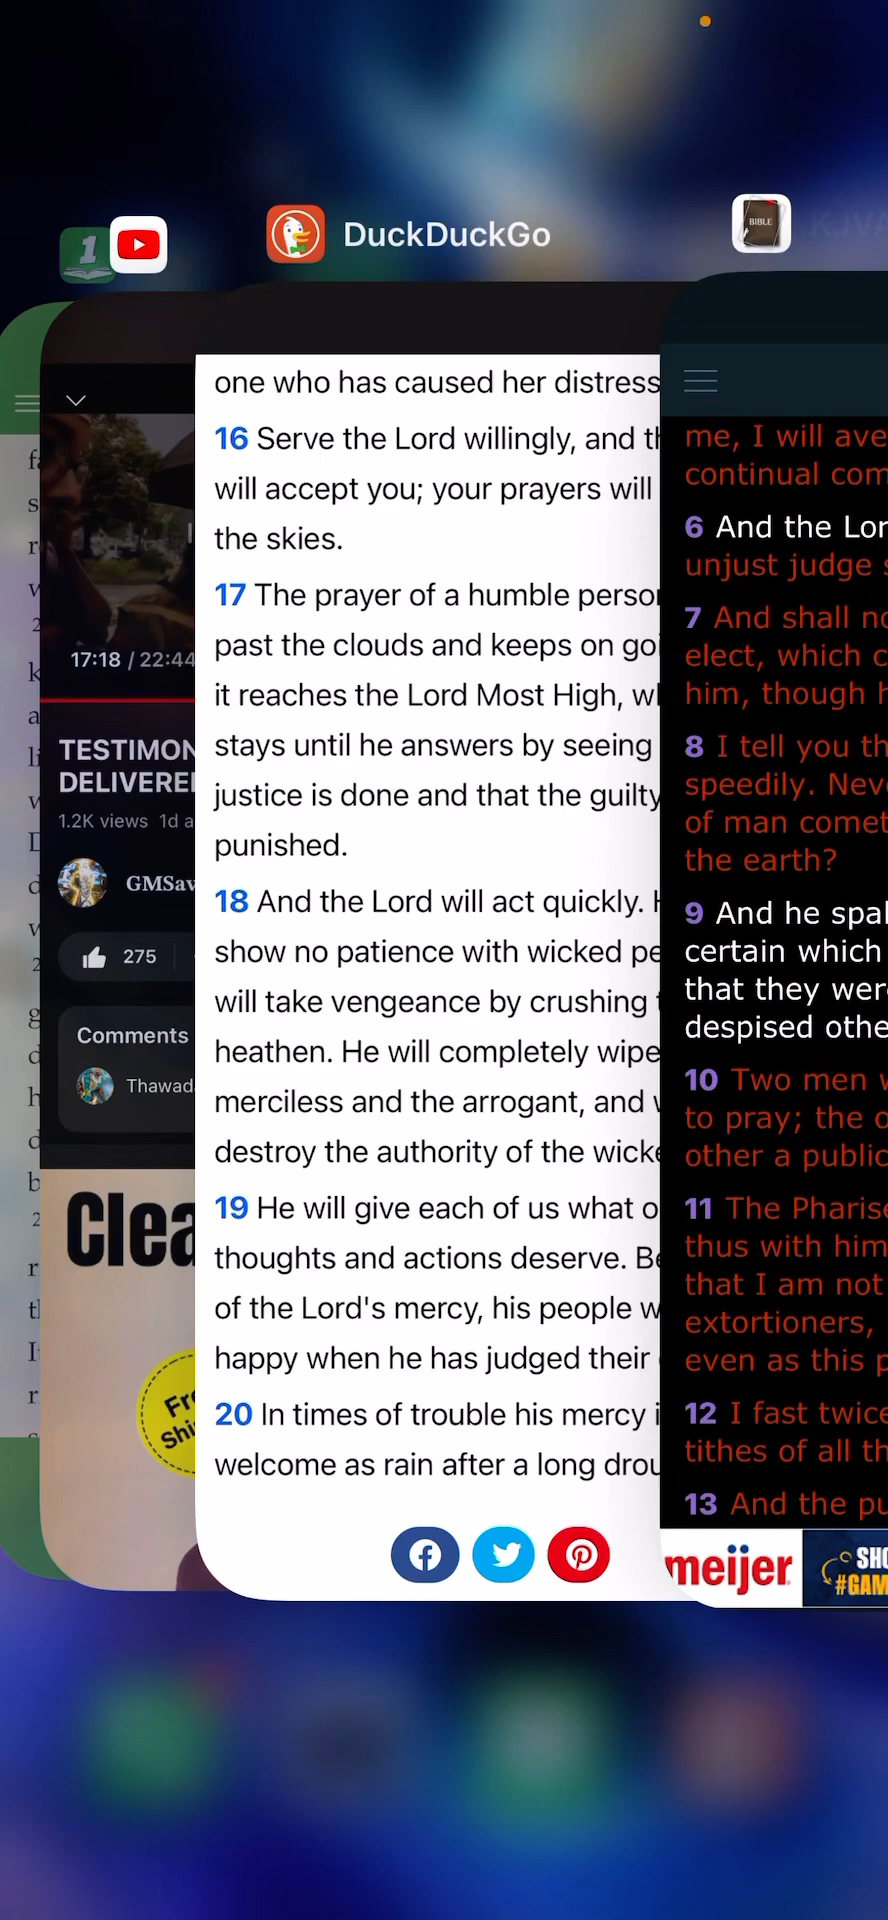 1
DuckDuckGo
BIBLE
KJVA
17:18 / 22:44
TESTIMON
DELIVERE
1.2K views 1d a
GMSav
275
Comments
Thawad
Clea
Fre
Shi
one who has caused her distress
16 Serve the Lord willingly, and th
will accept you; your prayers will
the skies.
17 The prayer of a humble person
past the clouds and keeps on goi
it reaches the Lord Most High, wh
stays until he answers by seeing
justice is done and that the guilty
punished.
18 And the Lord will act quickly. H
show no patience with wicked pe
will take vengeance by crushing t
heathen. He will completely wipe
merciless and the arrogant, and w
destroy the authority of the wicke
19 He will give each of us what o
thoughts and actions deserve. Be
of the Lord's mercy, his people w
happy when he has judged their
20 In times of trouble his mercy i
welcome as rain after a long drou
me, I will ave
continual com
6 And the Lor
unjust judge s
7 And shall no
elect, which c
him, though h
8 I tell you th
speedily. Neve
of man comet
the earth?
9 And he spal
certain which
that they were
despised othe
10 Two men w
to pray; the o
other a public
11 The Pharise
thus with him
that I am not
extortioners,
even as this p
12 I fast twice
tithes of all th
13 And the pu
meijer
SHO
#GAM